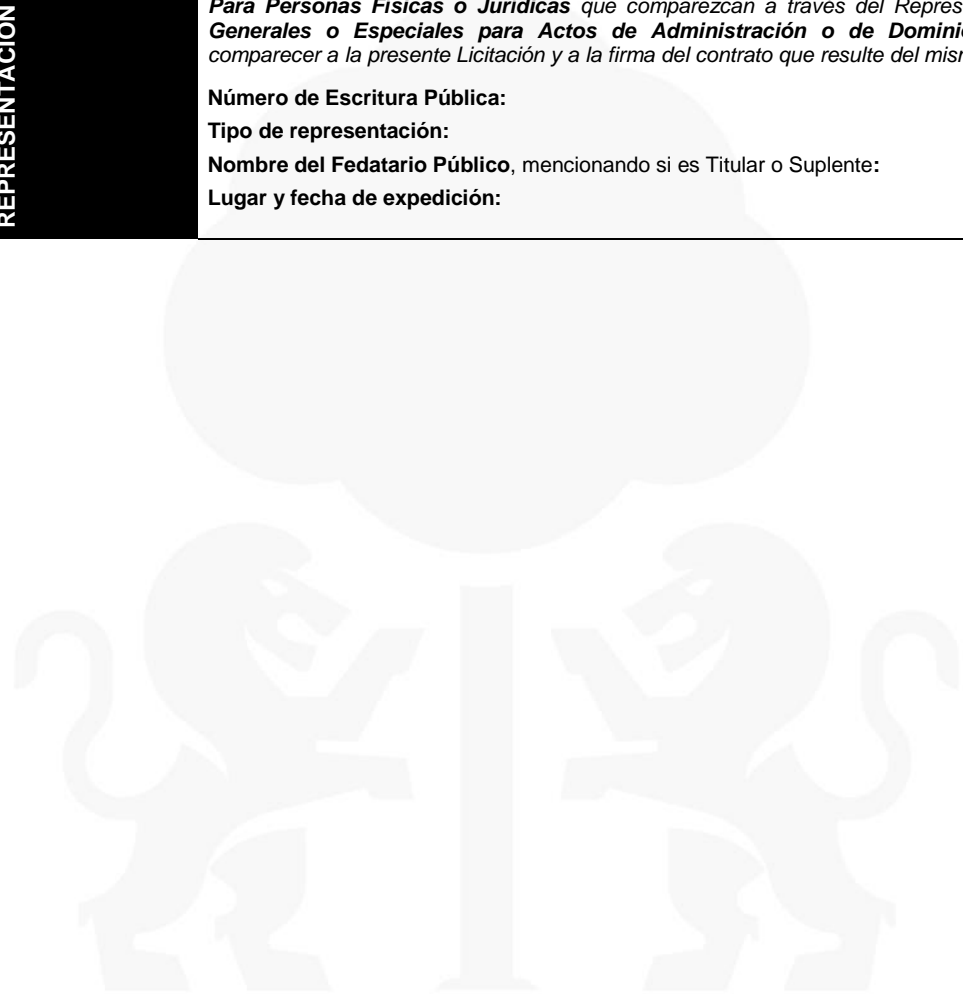 REPRESENTACIÓN
Para Personas Físicas o Jurídicas que comparezcan a través del
Generales o Especiales para Actos de Administración o de
comparecer a la presente Licitación y a la firma del contrato que resulte del
Número de Escritura Pública:
Tipo de representación:
Nombre del Fedatario Público, mencionando si es Titular o Suplente:
Lugar y fecha de expedición: